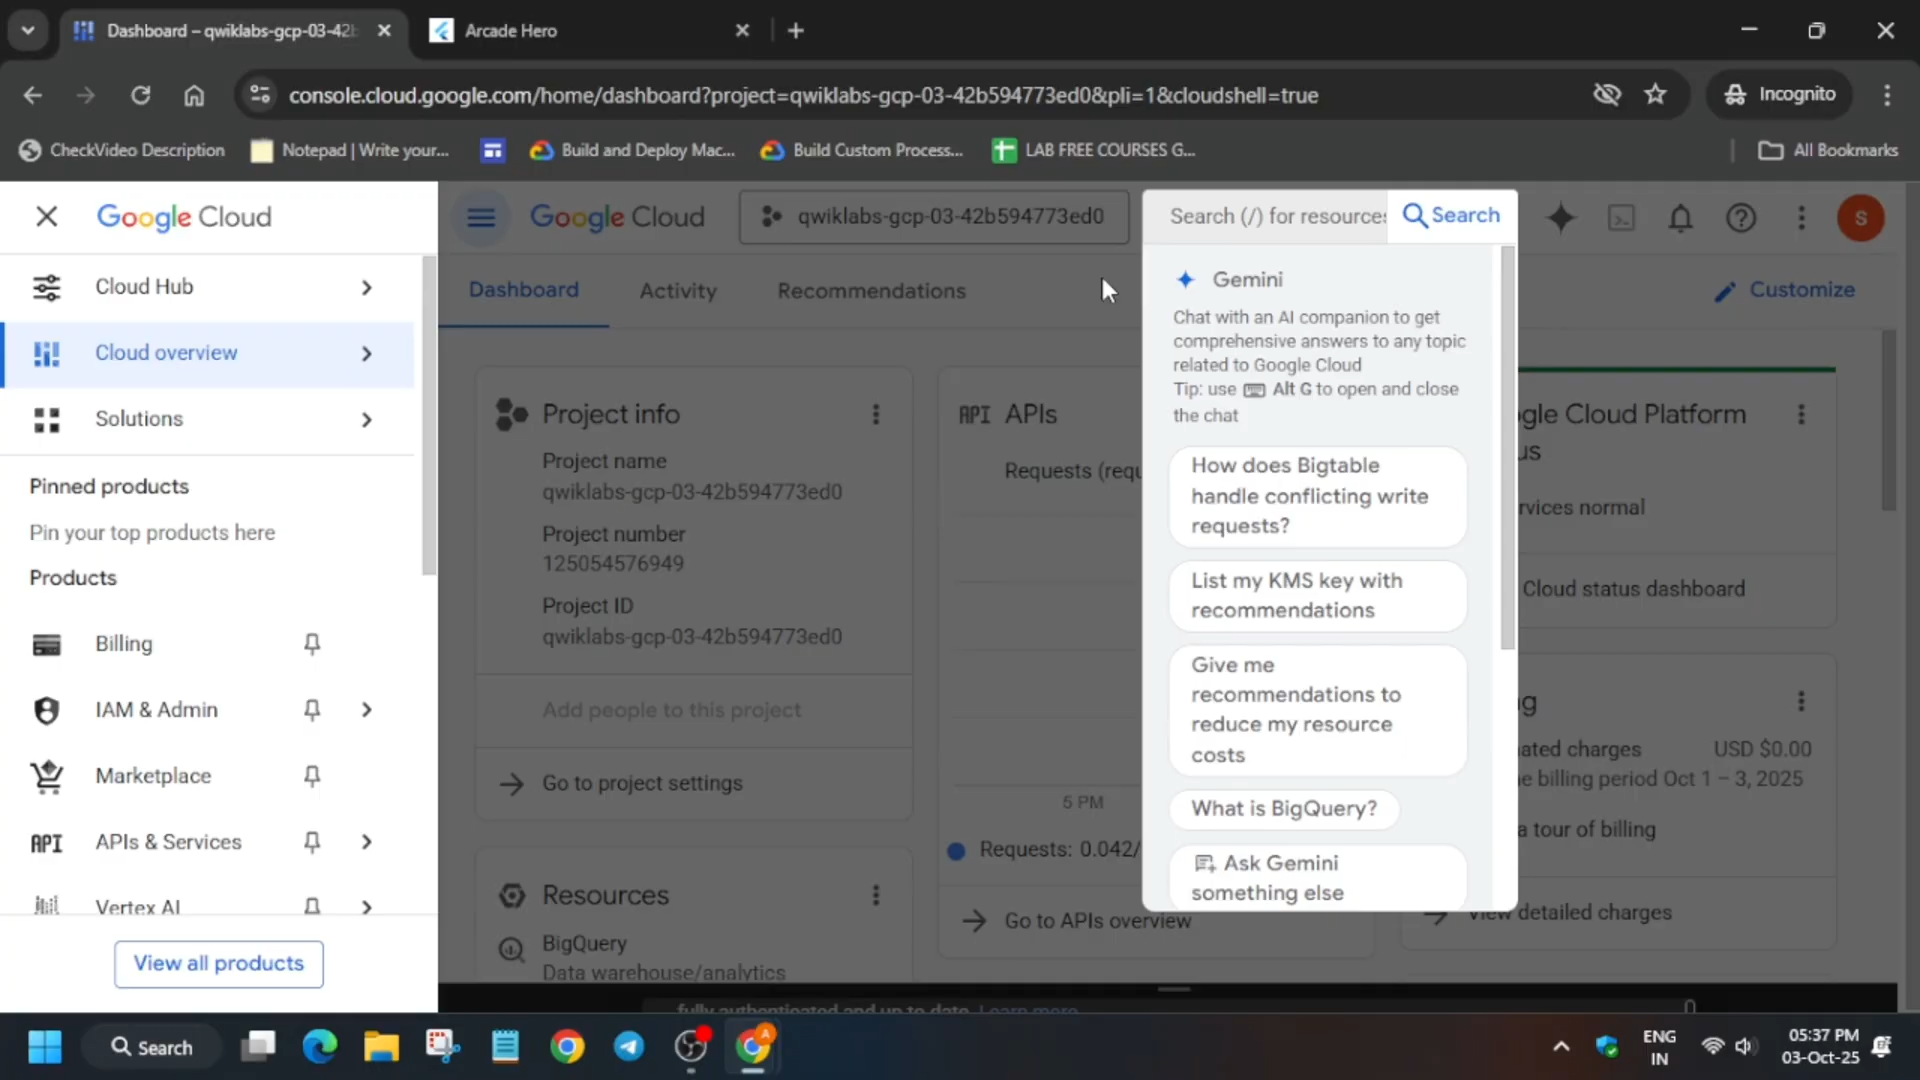 Dashboard – qwiklabs-gcp-03-42b
Arcade Hero
console.cloud.google.com/home/dashboard?project=qwiklabs-gcp-03-42b594773ed0&pli=1&cloudshell=true
Incognito
CheckVideo Description
Notepad | Write your...
Build and Deploy Mac...
Build Custom Process...
LAB FREE COURSES G...
All Bookmarks
Google Cloud
Google Cloud
qwiklabs-gcp-03-42b594773ed0
Search (/) for resources
Search
S
Cloud Hub
Cloud overview
Solutions
Pinned products
Pin your top products here
Products
Billing
IAM & Admin
Marketplace
API APIs & Services
Vertex AI
View all products
Dashboard
Activity
Recommendations
Customize
Project info
Project name
qwiklabs-gcp-03-42b594773ed0
Project number
125054576949
Project ID
qwiklabs-gcp-03-42b594773ed0
Add people to this project
Go to project settings
Resources
BigQuery
Data warehouse/analytics
API APIs
Requests (requ
5 PM
Requests: 0.042/
Go to APIs overview
Gemini
Chat with an AI companion to get
comprehensive answers to any topic
related to Google Cloud
Tip: use Alt G to open and close
the chat
How does Bigtable
handle conflicting write
requests?
List my KMS key with
recommendations
Give me
recommendations to
reduce my resource
costs
What is BigQuery?
Ask Gemini
something else
gle Cloud Platform
us
rvices normal
Cloud status dashboard
g
ated charges USD $0.00
e billing period Oct 1 – 3, 2025
a tour of billing
View detailed charges
fully authenticated and up to date. Learn more
Search
ENG
IN
05:37 PM
03-Oct-25